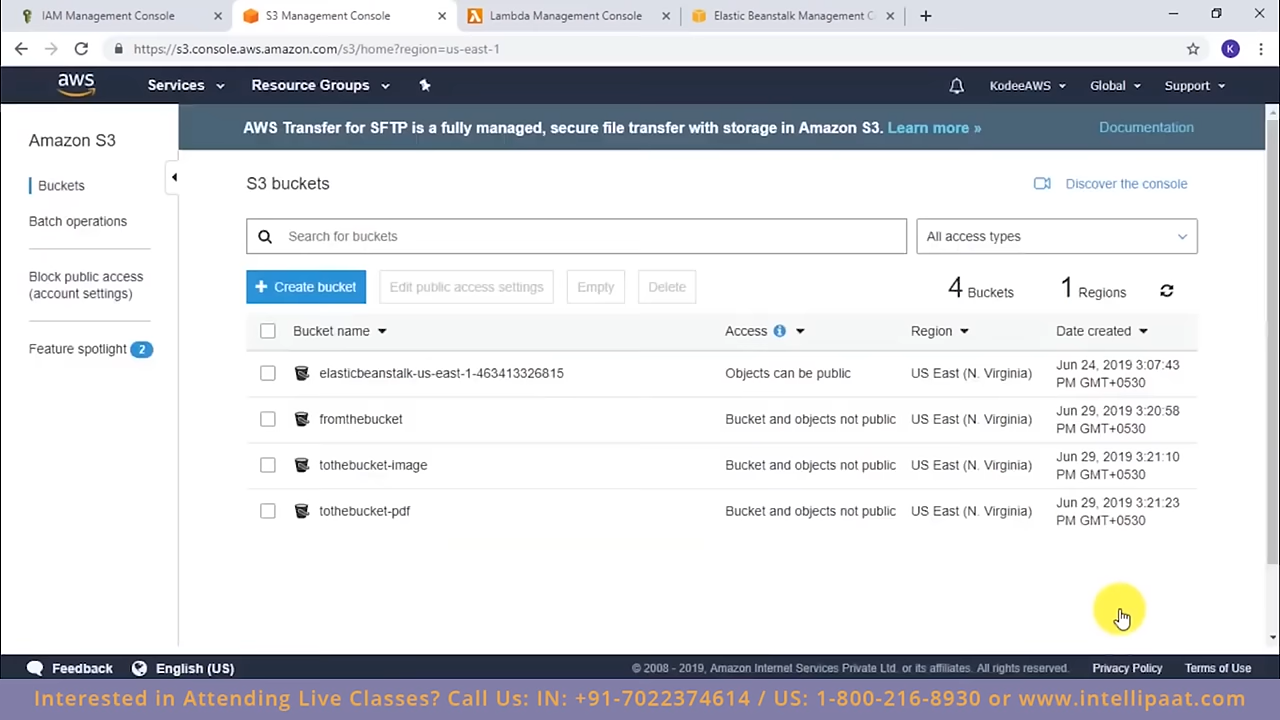 IAM Management Console
S3 Management Console
Lambda Management Console
Elastic Beanstalk Management C
https://s3.console.aws.amazon.com/s3/home?region=us-east-1
K
aws
Services
Resource Groups
KodeeAWS
Global
Support
Amazon S3
Buckets
Batch operations
Block public access
(account settings)
Feature spotlight 2
AWS Transfer for SFTP is a fully managed, secure file transfer with storage in Amazon S3. Learn more »
Documentation
S3 buckets
Discover the console
Search for buckets
All access types
+ Create bucket
Edit public access settings
Empty
Delete
4 Buckets
1 Regions
Bucket name
Access
Region
Date created
elasticbeanstalk-us-east-1-463413326815
Objects can be public
US East (N. Virginia)
Jun 24, 2019 3:07:43
PM GMT+0530
fromthebucket
Bucket and objects not public
US East (N. Virginia)
Jun 29, 2019 3:20:58
PM GMT+0530
tothebucket-image
Bucket and objects not public
US East (N. Virginia)
Jun 29, 2019 3:21:10
PM GMT+0530
tothebucket-pdf
Bucket and objects not public
US East (N. Virginia)
Jun 29, 2019 3:21:23
PM GMT+0530
Feedback
English (US)
© 2008 - 2019, Amazon Internet Services Private Ltd. or its affiliates. All rights reserved.
Privacy Policy
Terms of Use
Interested in Attending Live Classes? Call Us: IN: +91-7022374614 / US: 1-800-216-8930 or www.intellipaat.com